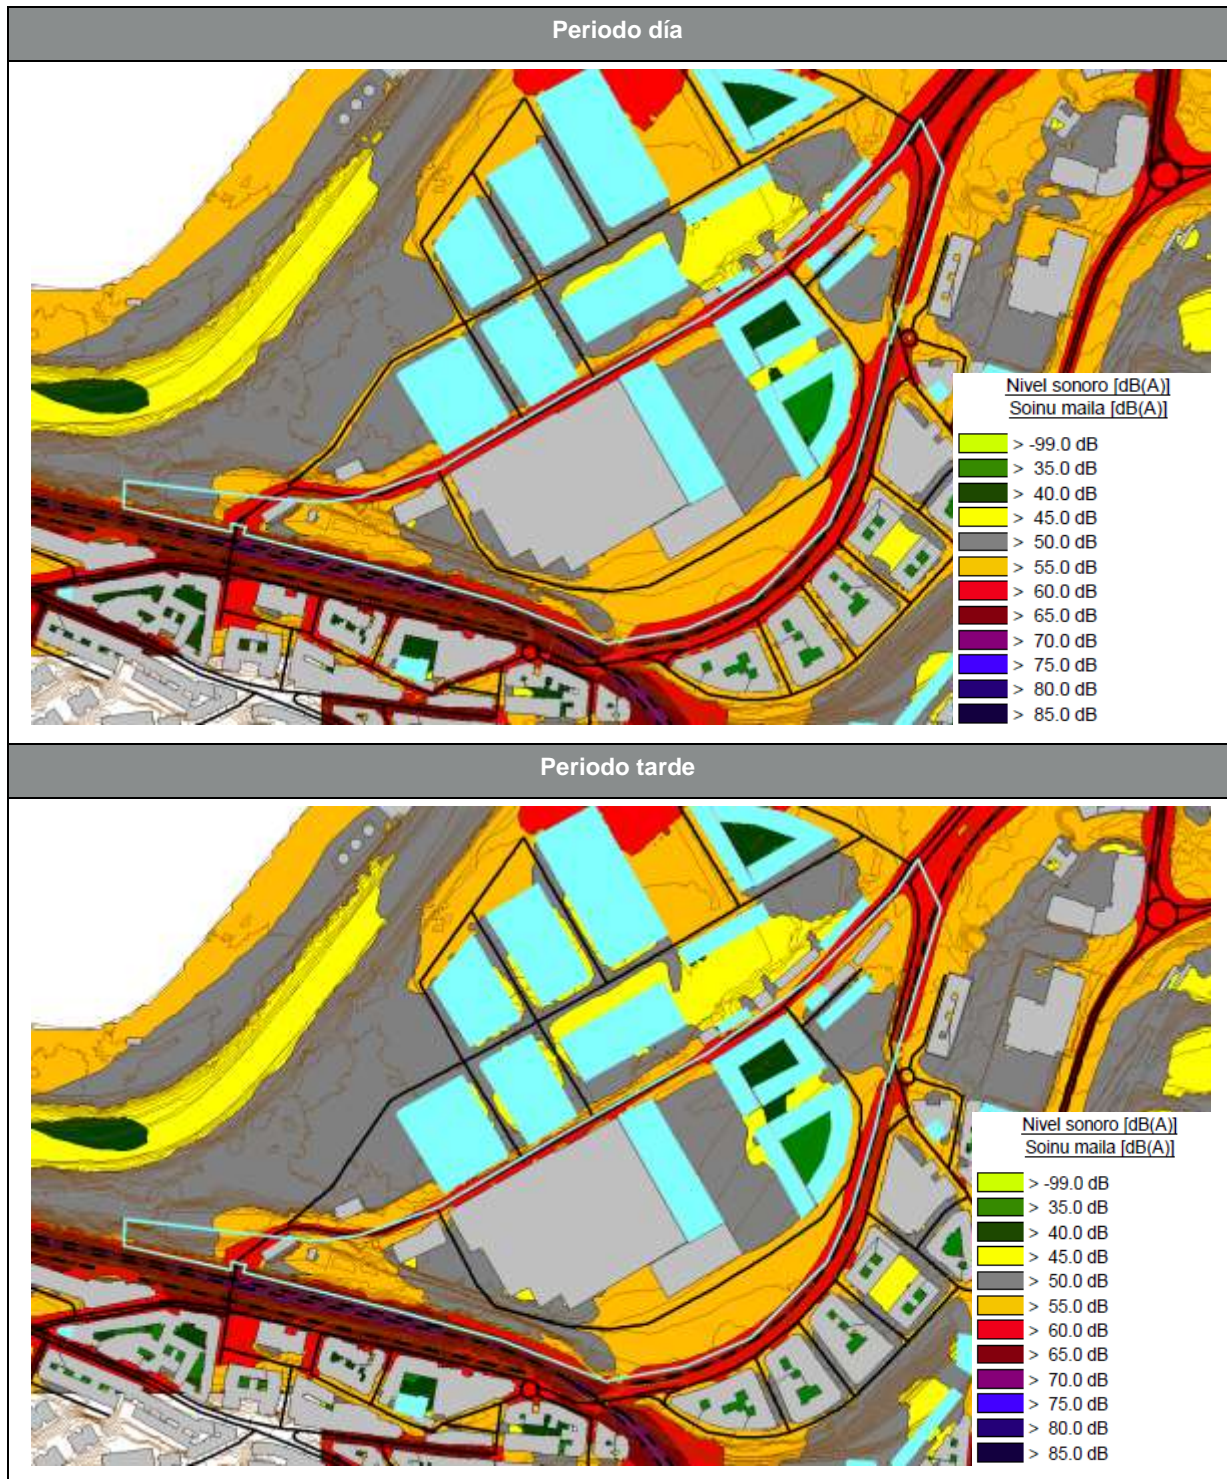 Periodo día
Nivel sonoro [dB(A)]
Soinu maila [dB(A)]
> -99.0 dB
> 35.0 dB
> 40.0 dB
> 45.0 dB
> 50.0 dB
> 55.0 dB
> 60.0 dB
> 65.0 dB
> 70.0 dB
> 75.0 dB
> 80.0 dB
> 85.0 dB
Periodo tarde
Nivel sonoro [dB(A)]
Soinu maila [dB(A)]
> -99.0 dB
> 35.0 dB
> 40.0 dB
> 45.0 dB
> 50.0 dB
> 55.0 dB
> 60.0 dB
> 65.0 dB
> 70.0 dB
> 75.0 dB
> 80.0 dB
> 85.0 dB